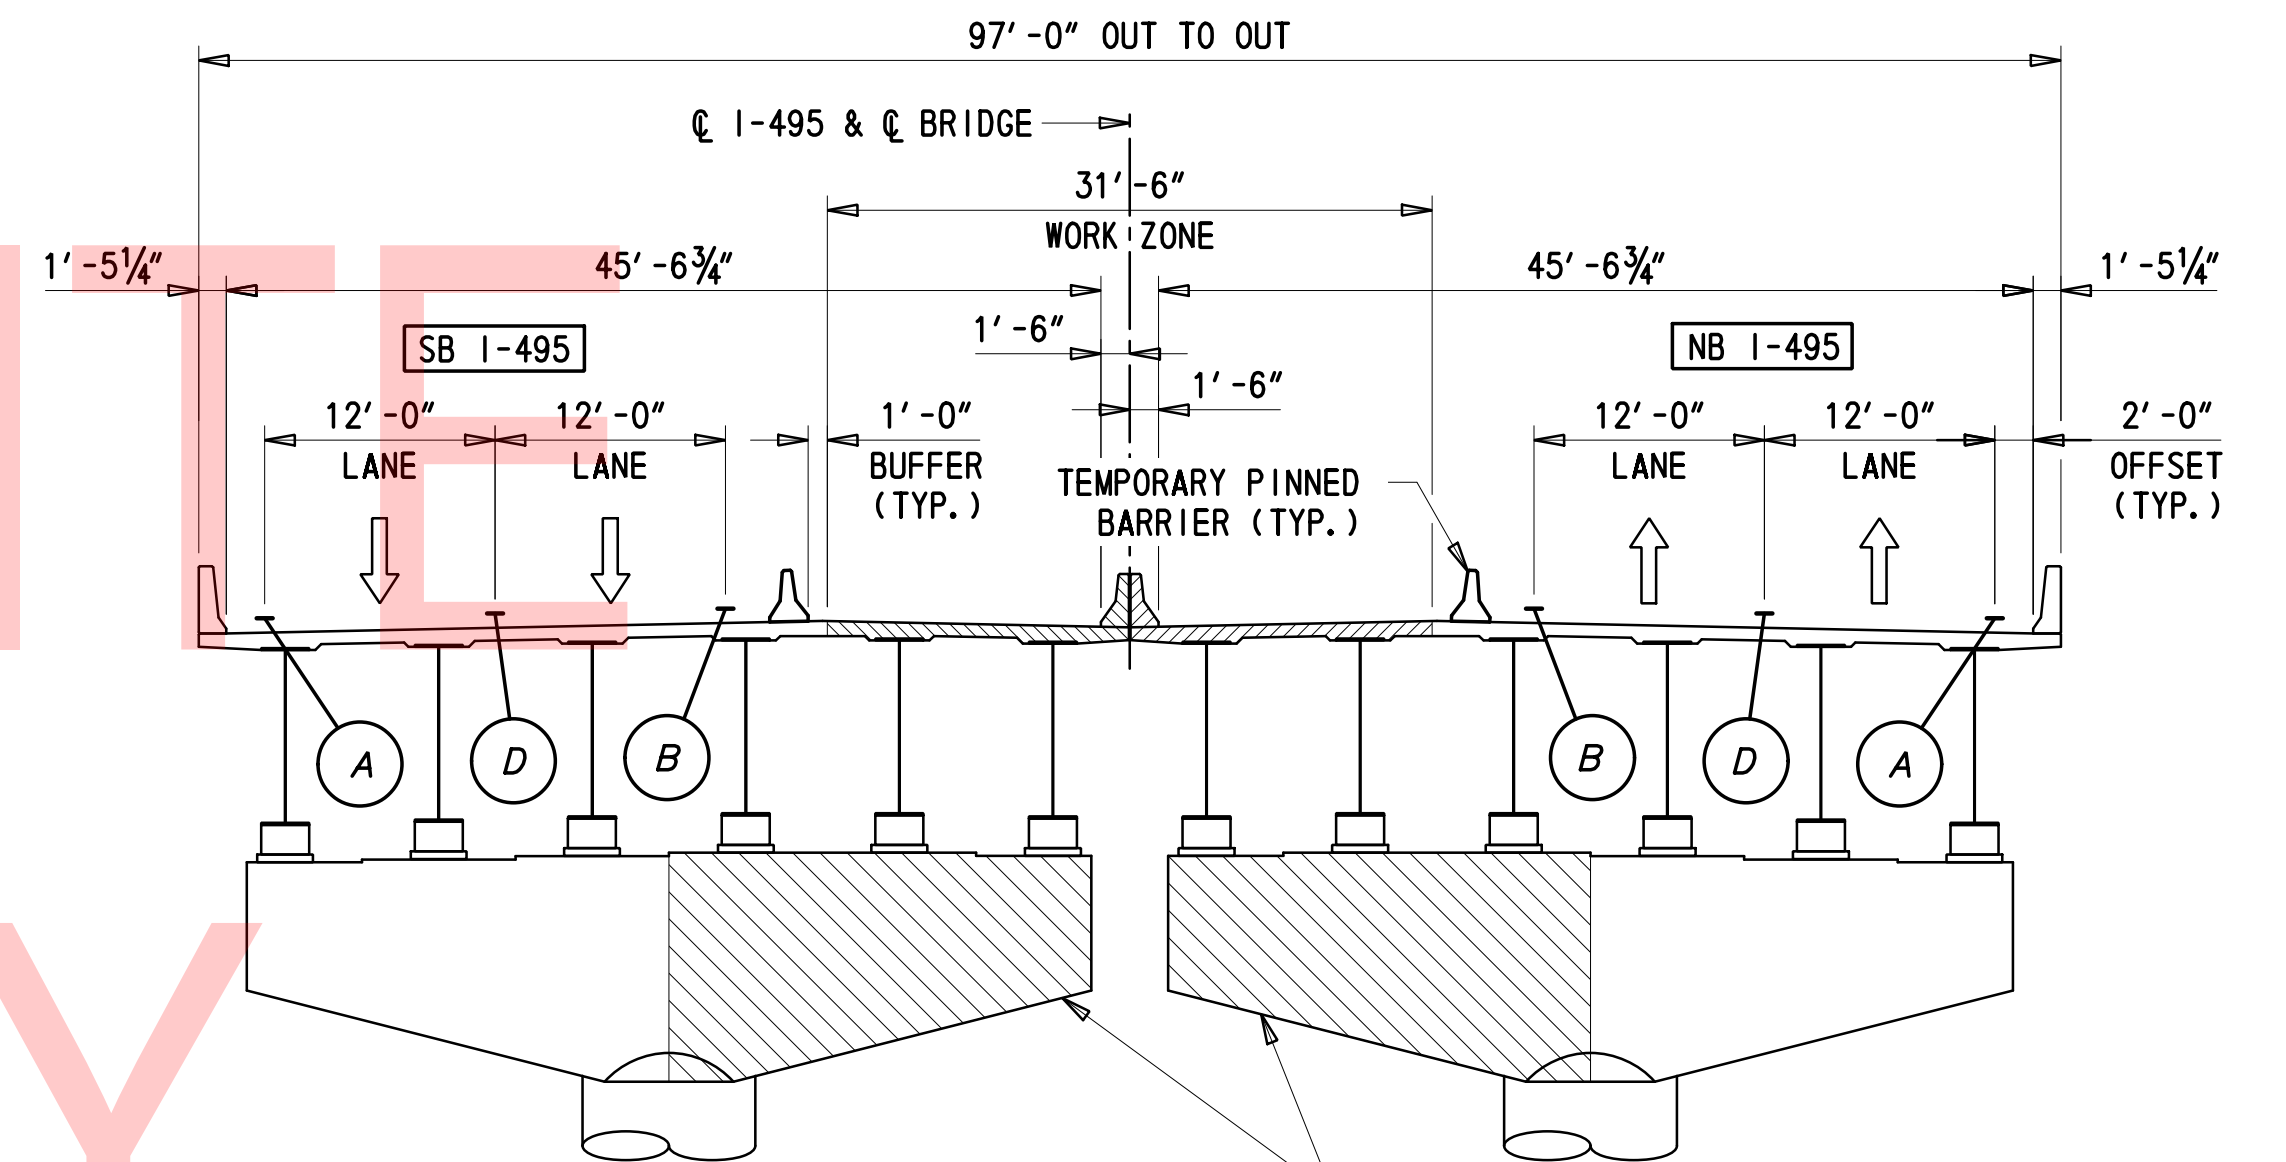 97'-0" OUT TO OUT
℄ I-495 & ℄ BRIDGE
31'-6"
WORK ZONE
1'-5¼"
45'-6¾"
45'-6¾"
1'-5¼"
1'-6"
1'-6"
SB I-495
NB I-495
12'-0"
LANE
12'-0"
LANE
1'-0"
BUFFER
(TYP.)
TEMPORARY PINNED
BARRIER (TYP.)
12'-0"
LANE
12'-0"
LANE
2'-0"
OFFSET
(TYP.)
A
D
B
B
D
A
ITE